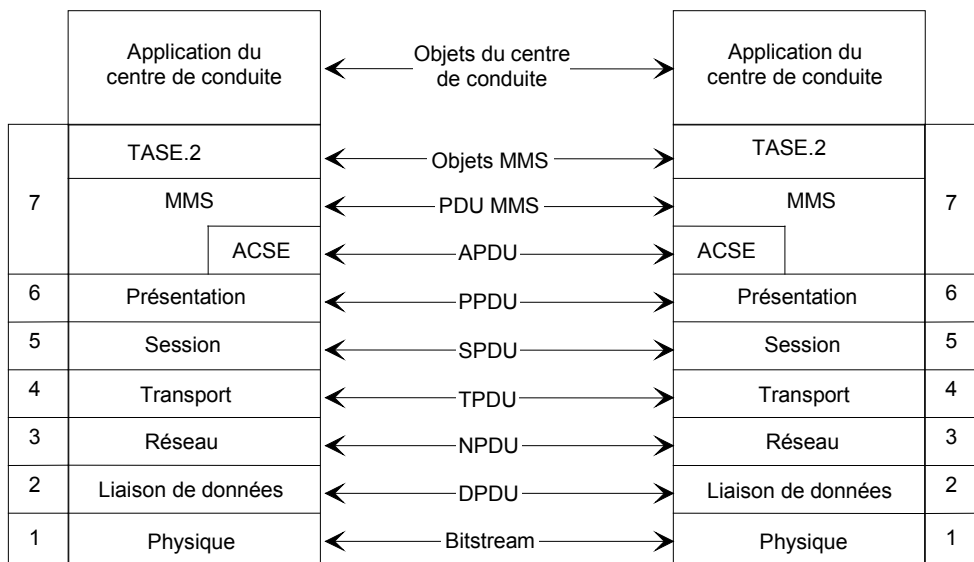 Application du
centre de conduite
Objets du centre
de conduite
Application du
centre de conduite
TASE.2
Objets MMS
TASE.2
7
MMS
PDU MMS
MMS
7
ACSE
APDU
ACSE
6
Présentation
PPDU
Présentation
6
5
Session
SPDU
Session
5
4
Transport
TPDU
Transport
4
3
Réseau
NPDU
Réseau
3
2
Liaison de données
DPDU
Liaison de données
2
1
Physique
Bitstream
Physique
1